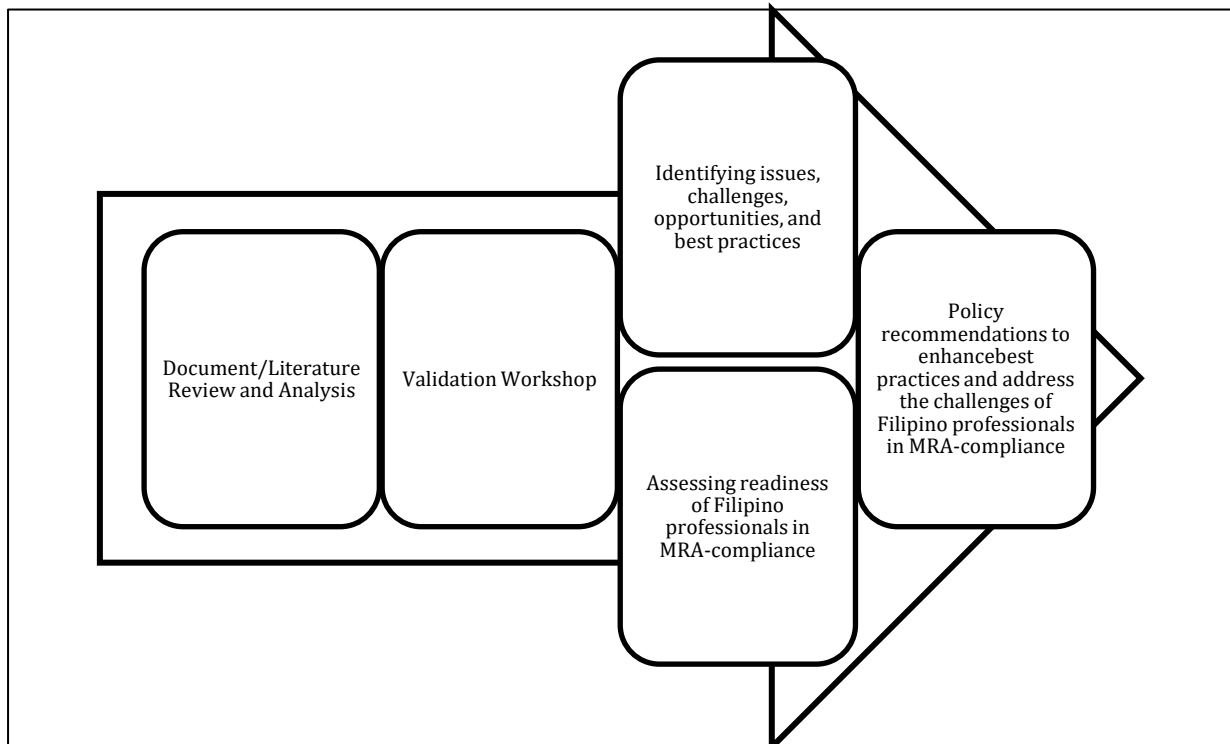 Document/Literature
Review and Analysis
Validation Workshop
Identifying issues,
challenges,
opportunities, and
best practices
Assessing readiness
of Filipino
professionals in
MRA-compliance
Policy
recommendations to
enhancebest
practices and address
the challenges of
Filipino professionals
in MRA-compliance